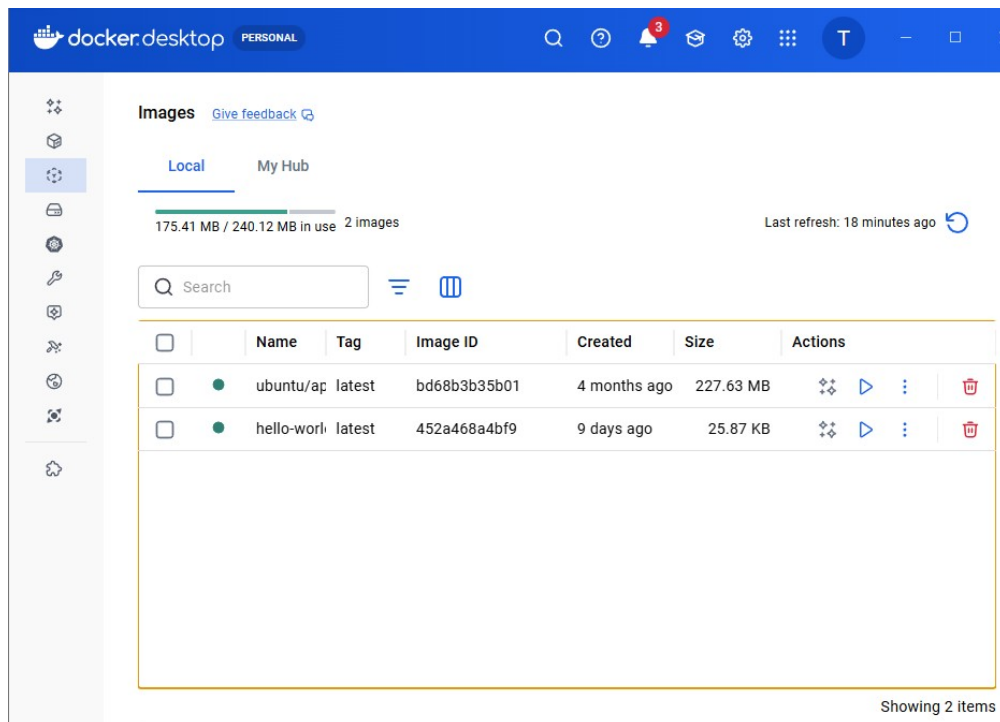 docker.desktop PERSONAL 3 T
Images Give feedback
Local My Hub
175.41 MB / 240.12 MB in use 2 images Last refresh: 18 minutes ago
Search
Name Tag Image ID Created Size Actions
ubuntu/ap latest bd68b3b35b01 4 months ago 227.63 MB
hello-worl latest 452a468a4bf9 9 days ago 25.87 KB
Showing 2 items